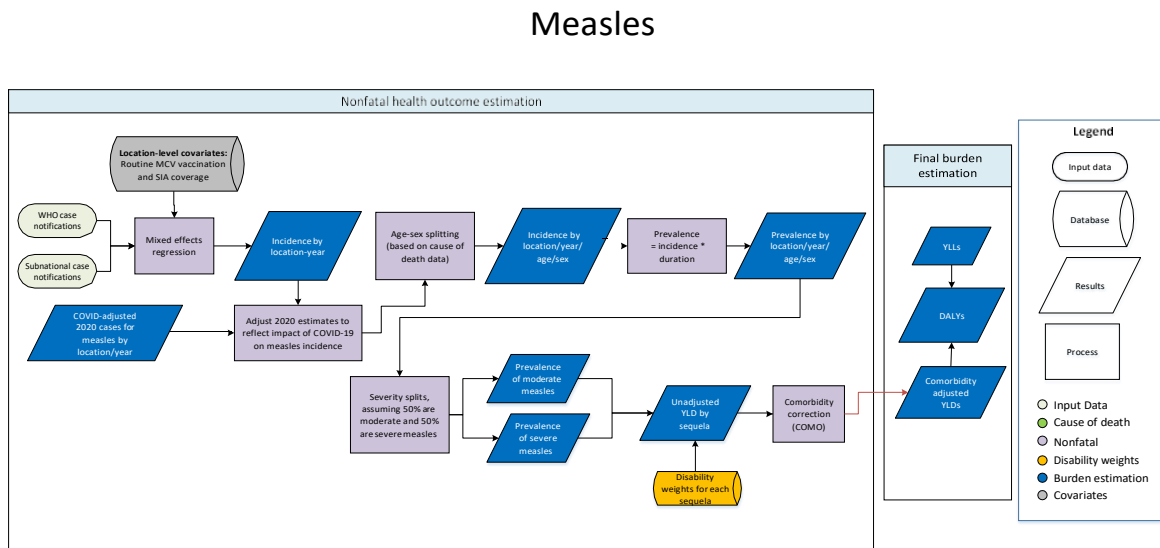 Measles
Nonfatal health outcome estimation
Location-level covariates:
Routine MCV vaccination
and SIA coverage
WHO case
notifications
Subnational case
notifications
Mixed effects
regression
Incidence by
location-year
Age-sex splitting
(based on cause of
death data)
Incidence by
location/year/
age/sex
Prevalence
= incidence *
duration
Prevalence by
location/year/
age/sex
COVID-adjusted
2020 cases for
measles by
location/year
Adjust 2020 estimates to
reflect impact of COVID-19
on measles incidence
Severity splits,
assuming 50% are
moderate and 50%
are severe measles
Prevalence
of moderate
measles
Prevalence
of severe
measles
Unadjusted
YLD by
sequela
Disability
weights for each
sequela
Comorbidity
correction
(COMO)
Final burden
estimation
YLLs
DALYs
Comorbidity
adjusted
YLDs
Legend
Input data
Database
Results
Process
Input Data
Cause of death
Nonfatal
Disability weights
Burden estimation
Covariates